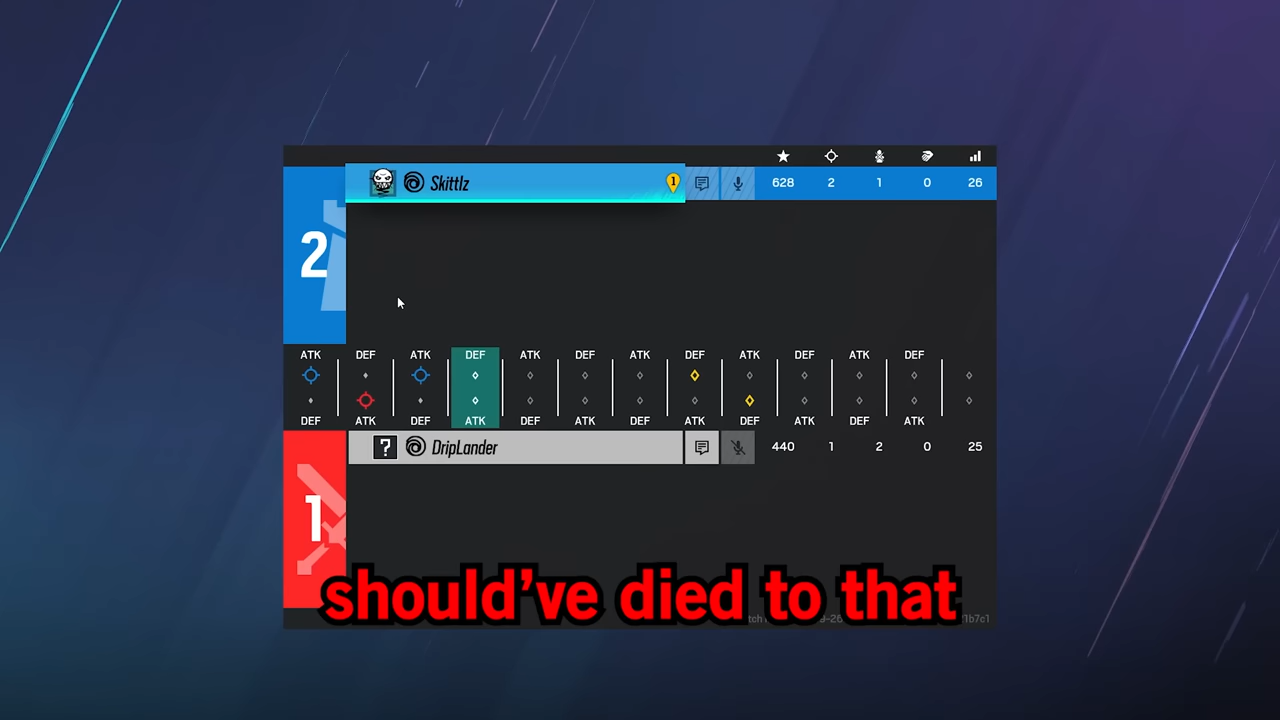 Skittlz 1 628 2 1 0 26
2
ATK DEF ATK DEF ATK DEF ATK DEF ATK DEF ATK DEF
DEF ATK DEF ATK DEF ATK DEF ATK DEF ATK DEF ATK
? DripLander 440 1 2 0 25
1
should've died to that